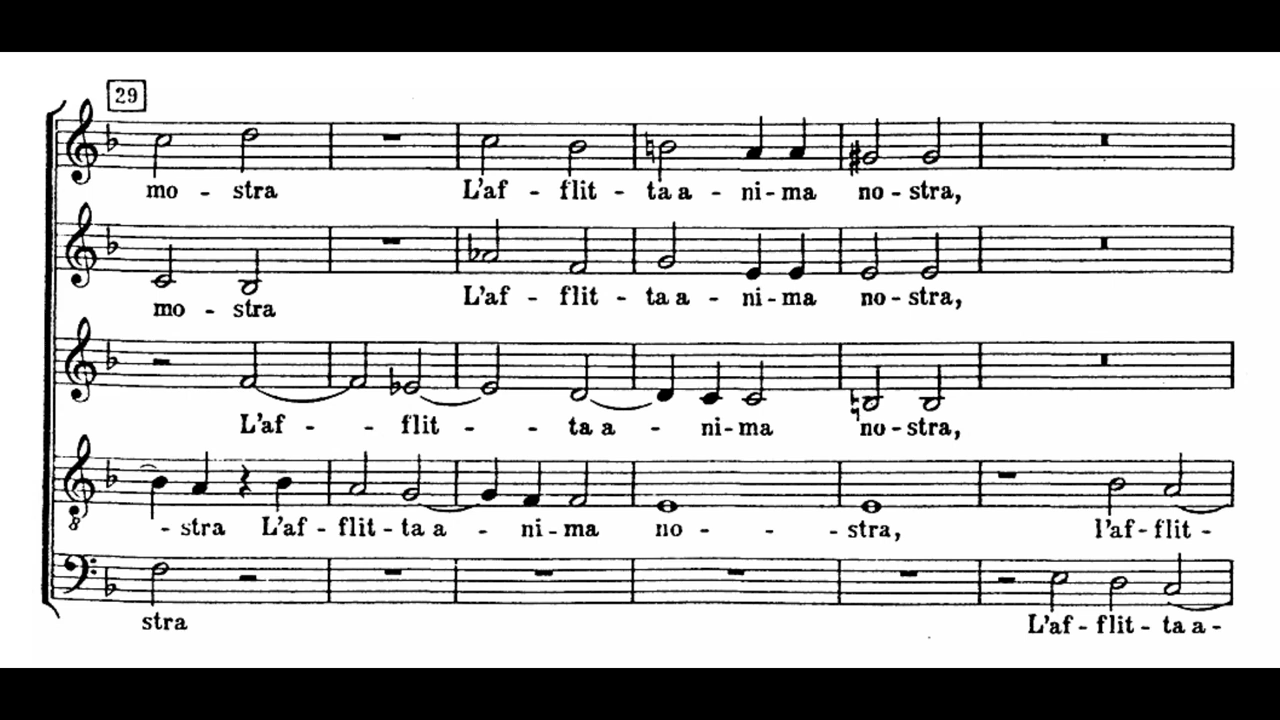 29
mo - stra L'af - flit - ta a - ni - ma no - stra,
mo - stra L'af - flit - ta a - ni - ma no - stra,
L'af - - flit - - ta a - ni - ma no - stra,
8
- stra L'af - flit - ta a - ni - ma no - - - stra, l'af - flit -
stra L'af - flit - ta a -